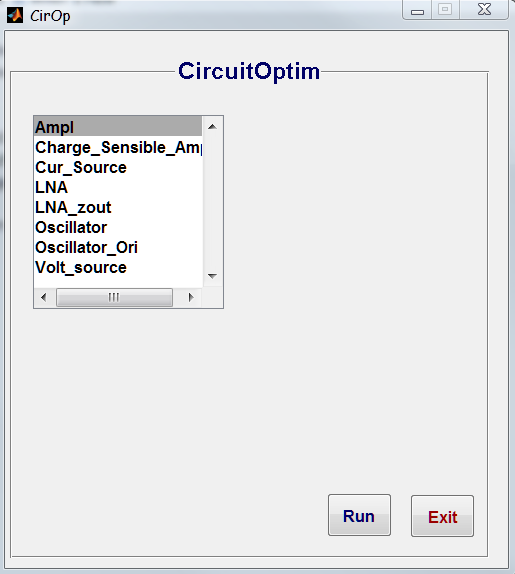 CirOp
CircuitOptim
Ampl
Charge_Sensible_Amp
Cur_Source
LNA
LNA_zout
Oscillator
Oscillator_Ori
Volt_source
Run
Exit